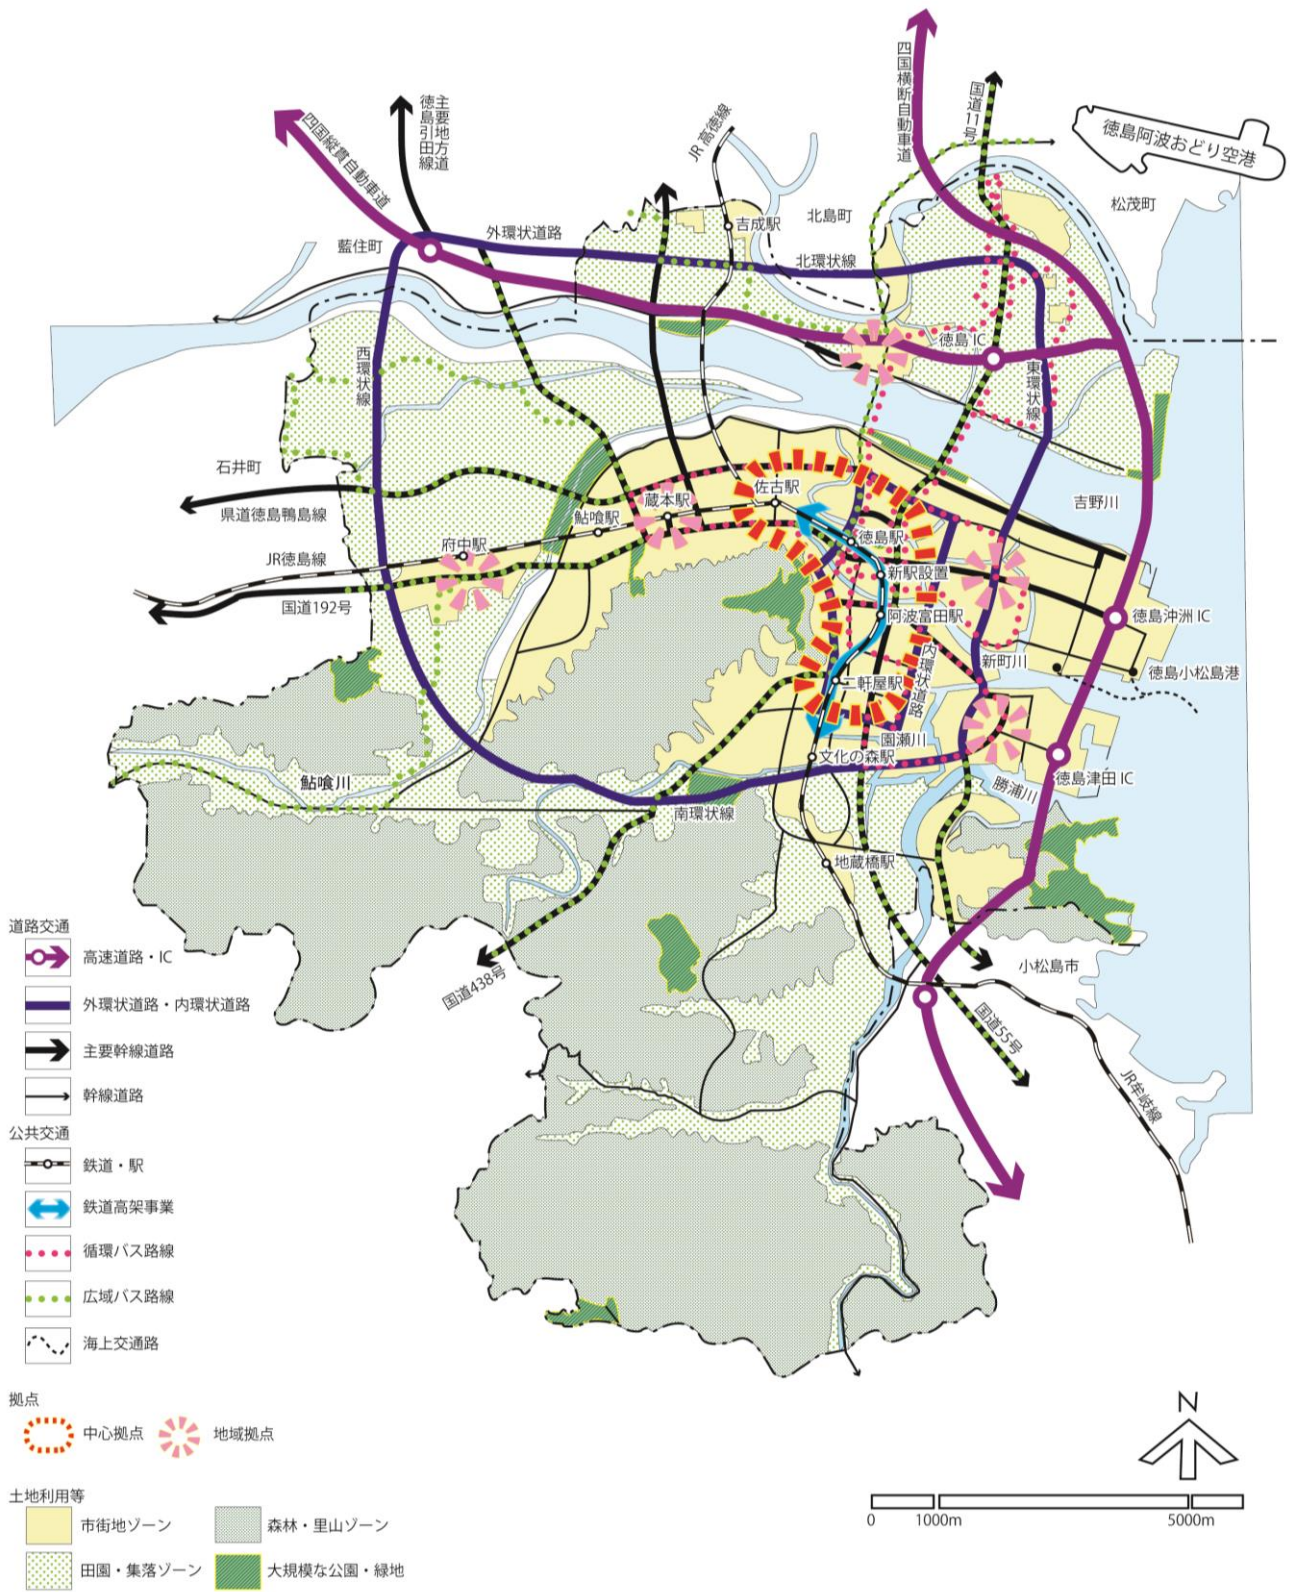 四国横断自動車道
国道11号
主要地方道
徳島引田線
四国縦貫自動車道
JR高徳線
徳島阿波おどり空港
松茂町
北島町
吉成駅
外環状道路
藍住町
北環状線
徳島IC
西環状線
東環状線
石井町
吉野川
県道徳島鴨島線
佐古駅
蔵本駅
鮎喰駅
徳島駅
府中駅
JR徳島線
新駅設置
国道192号
阿波富田駅
徳島沖洲IC
内環状道路
新町川
徳島小松島港
二軒屋駅
園瀬川
文化の森駅
徳島津田IC
鮎喰川
勝浦川
南環状線
地蔵橋駅
小松島市
国道438号
国道55号
JR牟岐線
道路交通
高速道路・IC
外環状道路・内環状道路
主要幹線道路
幹線道路
公共交通
鉄道・駅
鉄道高架事業
循環バス路線
広域バス路線
海上交通路
拠点
中心拠点
地域拠点
土地利用等
市街地ゾーン
森林・里山ゾーン
田園・集落ゾーン
大規模な公園・緑地
N
0 1000m 5000m